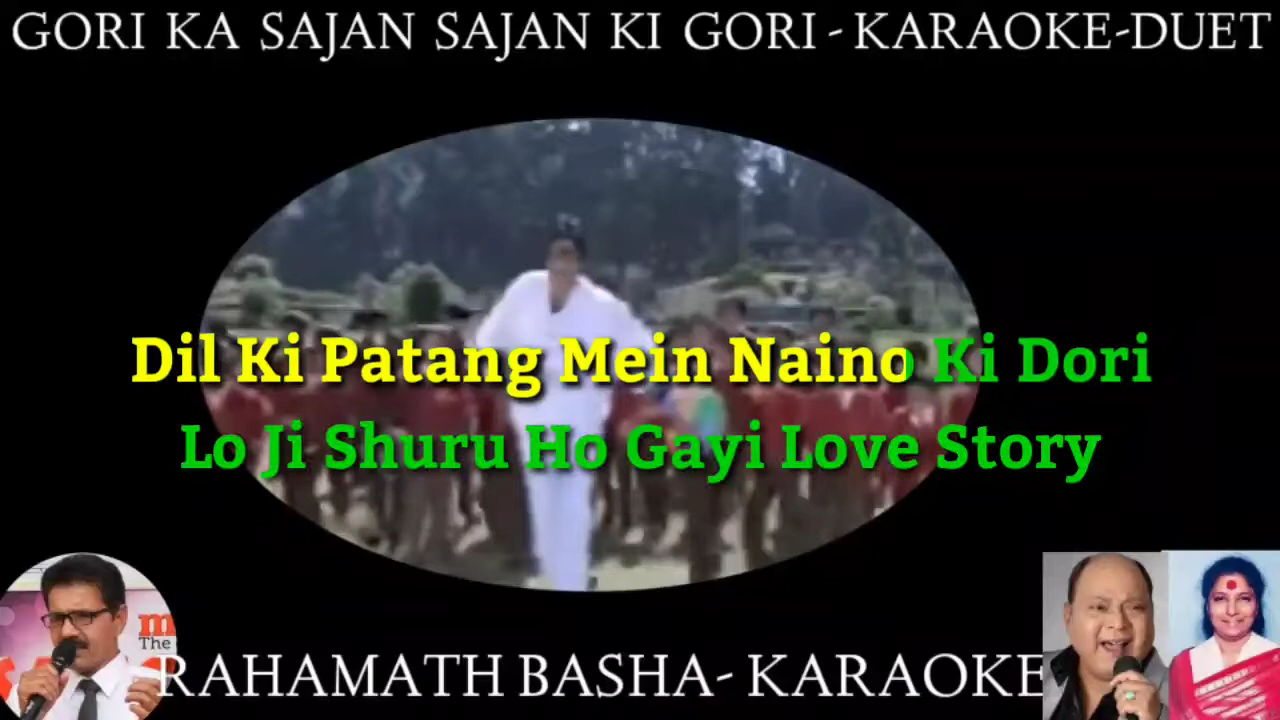 GORI KA SAJAN SAJAN KI GORI - KARAOKE-DUET
Dil Ki Patang Mein Naino Ki Dori
Lo Ji Shuru Ho Gayi Love Story
m
The
RAHAMATH BASHA- KARAOKE